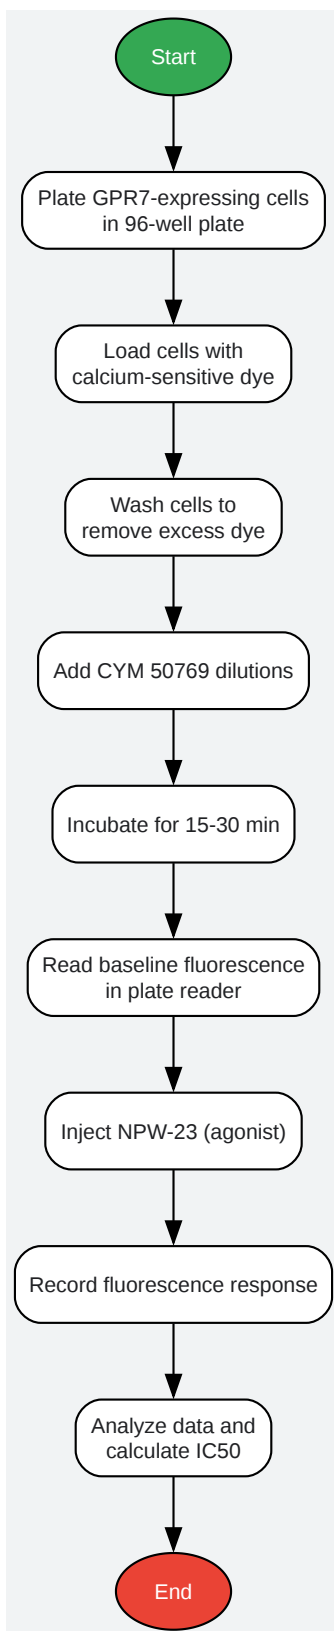 Start
Plate GPR7-expressing cells
in 96-well plate
Load cells with
calcium-sensitive dye
Wash cells to
remove excess dye
Add CYM 50769 dilutions
Incubate for 15-30 min
Read baseline fluorescence
in plate reader
Inject NPW-23 (agonist)
Record fluorescence response
Analyze data and
calculate IC50
End